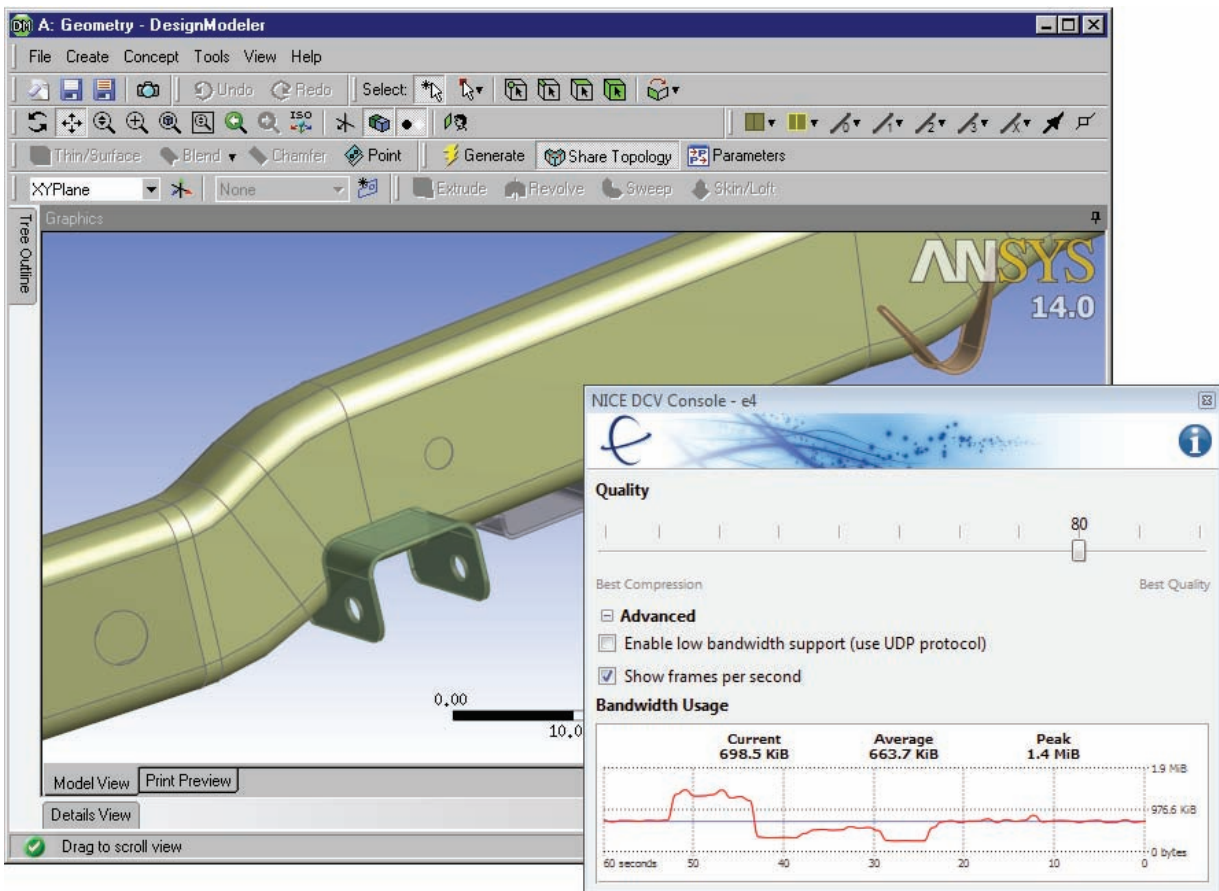 A: Geometry - DesignModeler
File Create Concept Tools View Help
Undo Redo Select:
ISO
Thin/Surface Blend Chamfer Point Generate Share Topology Parameters
XYPlane None Extrude Revolve Sweep Skin/Loft
Tree Outline
Graphics
ANSYS
14.0
0.00
10.0
Model View Print Preview
Details View
Drag to scroll view
NICE DCV Console - e4
Quality
80
Best Compression Best Quality
Advanced
Enable low bandwidth support (use UDP protocol)
Show frames per second
Bandwidth Usage
Current Average Peak
698.5 KiB 663.7 KiB 1.4 MiB
1.9 MiB
976.6 KiB
0 bytes
60 seconds 50 40 30 20 10 0